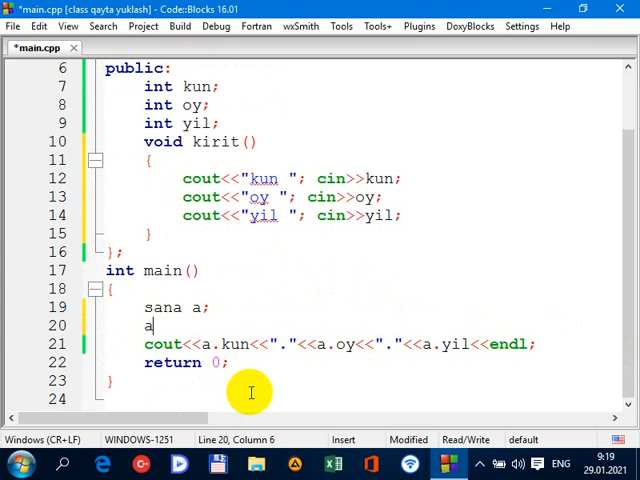 *main.cpp [class qayta yuklash] - Code::Blocks 16.01
File Edit View Search Project Build Debug Fortran wxSmith Tools Tools+ Plugins DoxyBlocks Settings Help
*main.cpp
6 public:
7 int kun;
8 int oy;
9 int yil;
10 void kirit()
11 {
12 cout<<"kun "; cin>>kun;
13 cout<<"oy "; cin>>oy;
14 cout<<"yil "; cin>>yil;
15 }
16 };
17 int main()
18 {
19 sana a;
20 a
21 cout<<a.kun<<"."<<a.oy<<"."<<a.yil<<endl;
22 return 0;
23 }
24
Windows (CR+LF) WINDOWS-1251 Line 20, Column 6 Insert Modified Read/Write default
ENG 9:19
29.01.2021